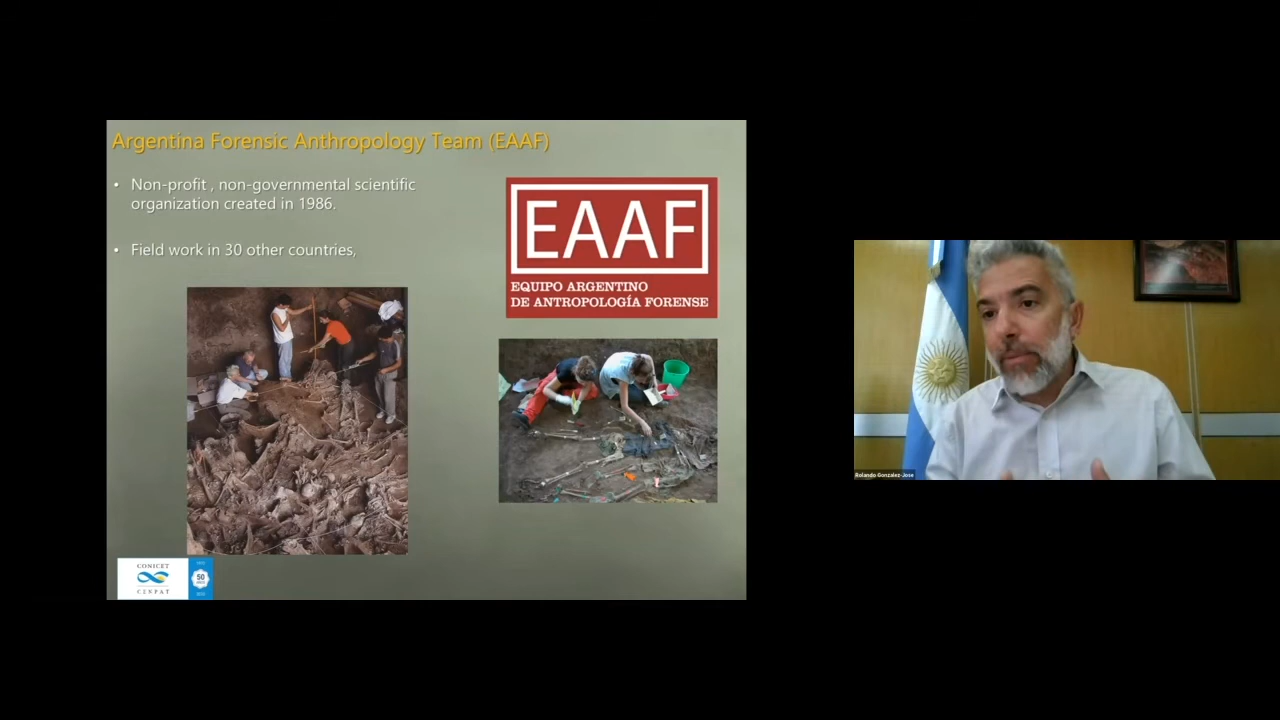 Argentina Forensic Anthropology Team (EAAF)
• Non-profit , non-governmental scientific
organization created in 1986.
• Field work in 30 other countries,
EAAF
EQUIPO ARGENTINO
DE ANTROPOLOGÍA FORENSE
CONICET
50
CENPAT
Rolando Gonzalez-Jose